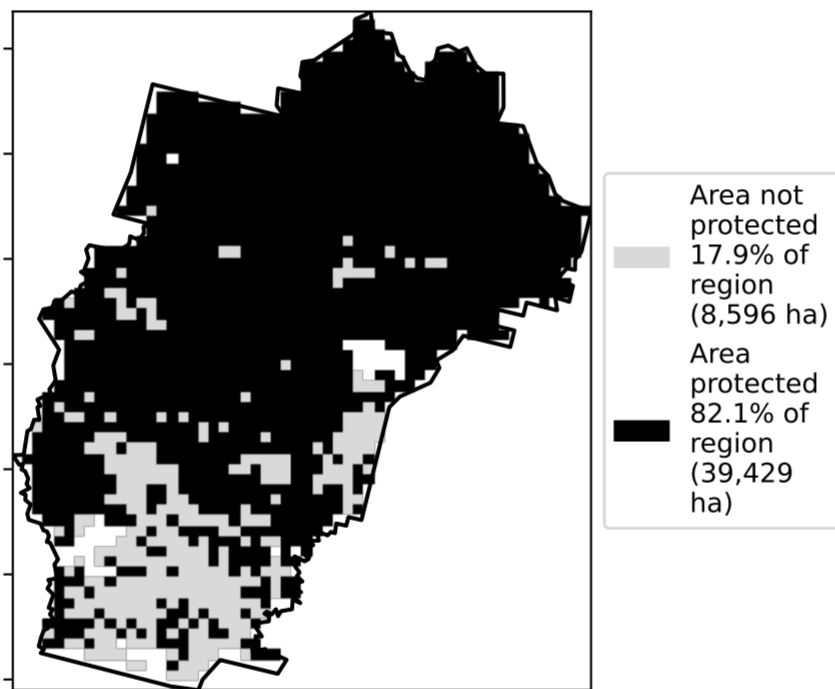 Area not
protected
17.9% of
region
(8,596 ha)
Area
protected
82.1% of
region
(39,429
ha)